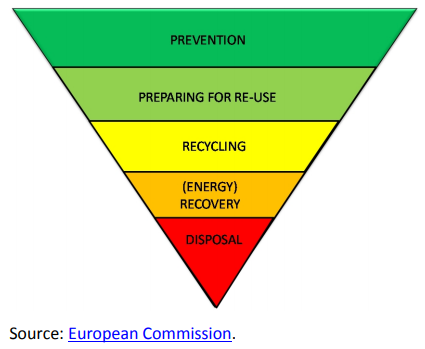 PREVENTION
PREPARING FOR RE-USE
RECYCLING
(ENERGY)
RECOVERY
DISPOSAL
Source: European Commission.